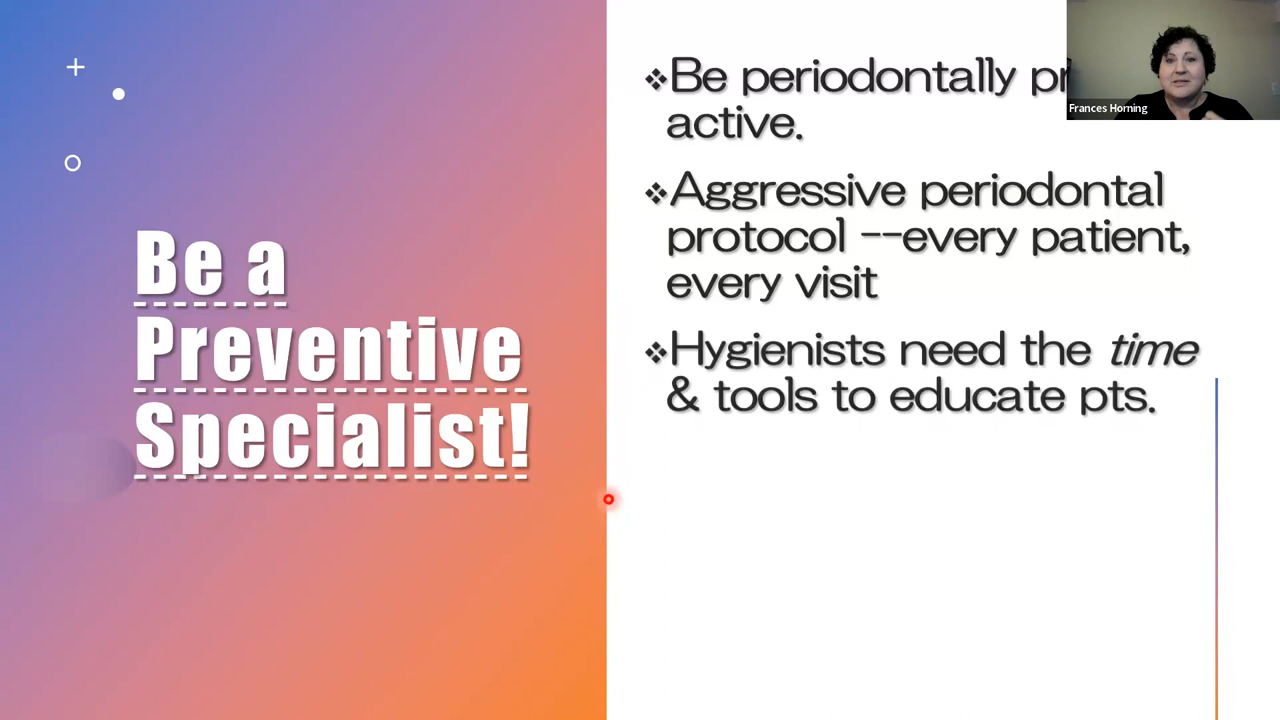 Be a
Preventive
Specialist!
❖Be periodontally
active.
❖Aggressive periodontal
protocol --every patient,
every visit
❖Hygienists need the time
& tools to educate pts.
Frances Horning